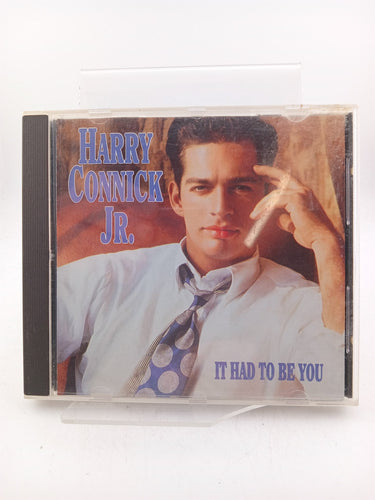 HARRY
CONNICK
JR.
IT HAD TO BE YOU